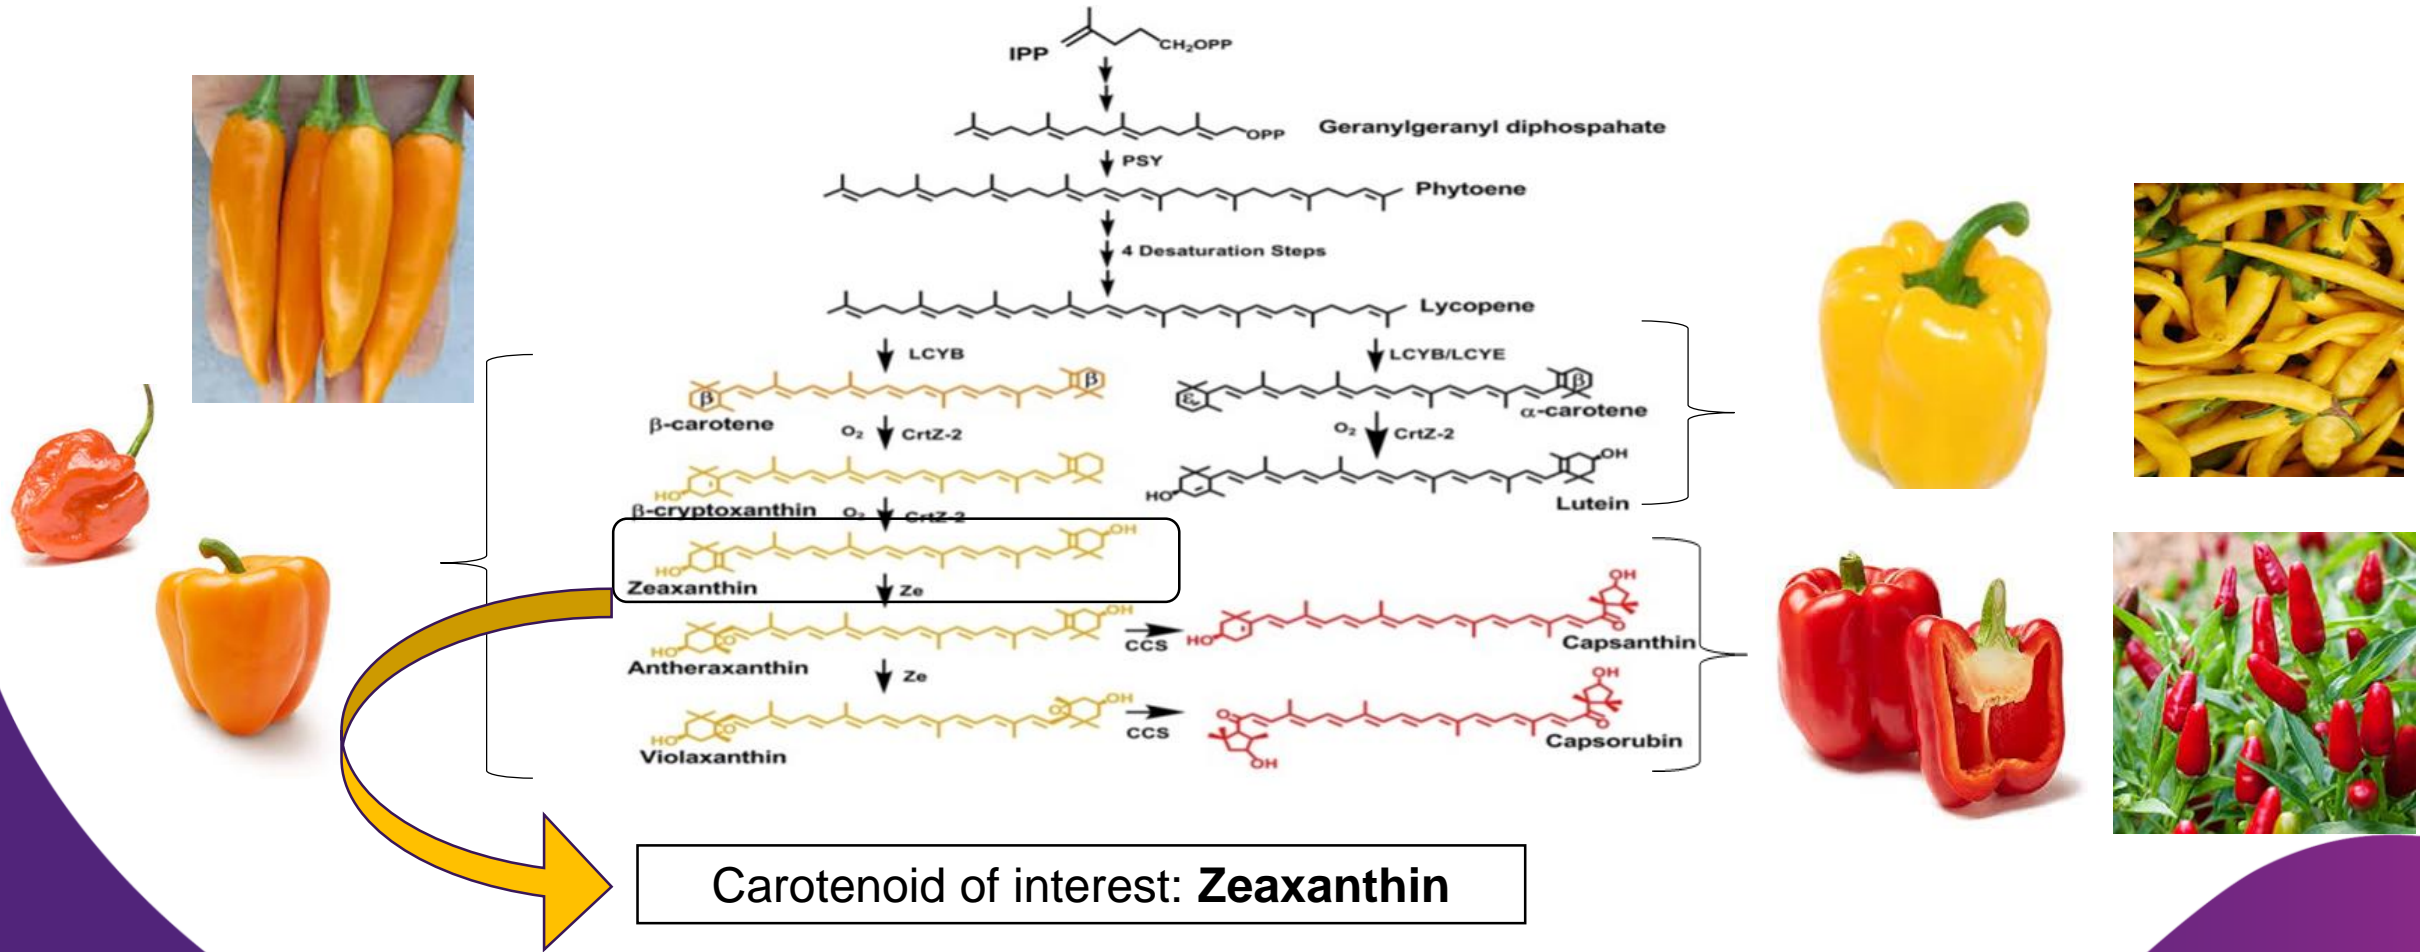 IPP
CH₂OPP
OPP
Geranylgeranyl diphospahate
PSY
Phytoene
4 Desaturation Steps
Lycopene
LCYB
LCYB/LCYE
β
β
ε
β
β-carotene
α-carotene
O₂ CrtZ-2
O₂ CrtZ-2
HO
OH
HO
β-cryptoxanthin
O₂ CrtZ-2
Lutein
OH
HO
Zeaxanthin
Ze
OH
O
HO
Antheraxanthin
CCS
OH
HO
O
Capsanthin
Ze
OH
O
O
HO
Violaxanthin
CCS
OH
O
O
OH
Capsorubin
Carotenoid of interest: Zeaxanthin